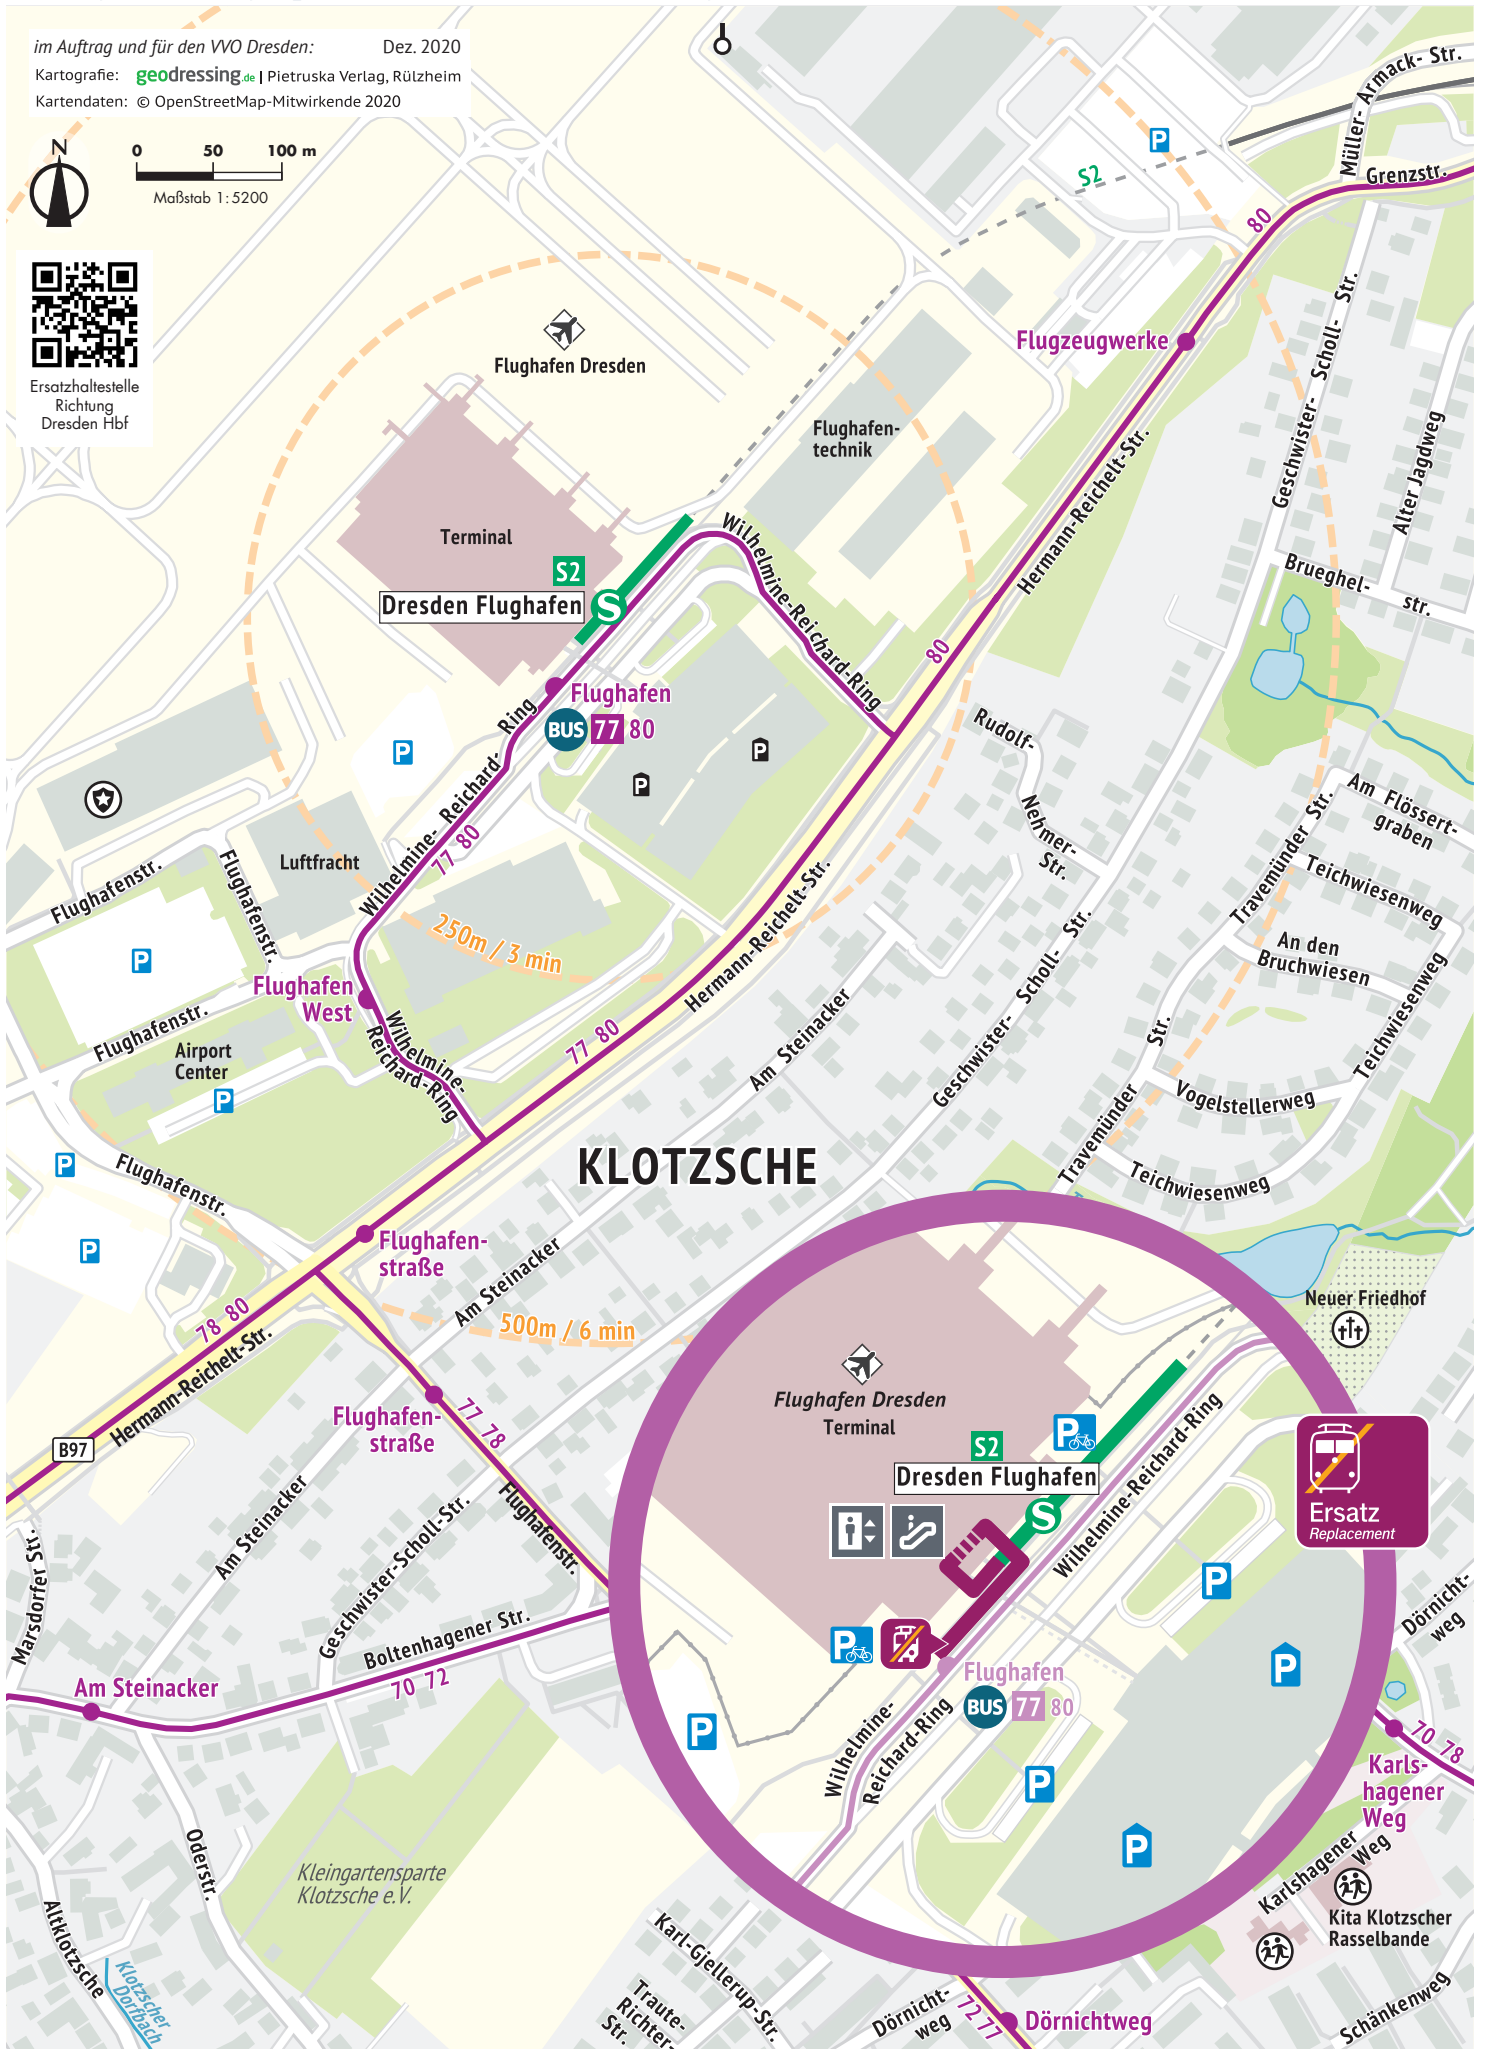 im Auftrag und für den VVO Dresden: Dez. 2020
Kartografie: geodressing.de | Pietruska Verlag, Rülzheim
Kartendaten: © OpenStreetMap-Mitwirkende 2020
N
0 50 100 m
Maßstab 1:5200
Ersatzhaltestelle
Richtung
Dresden Hbf
Müller-Armack-Str.
Grenzstr.
P
S2
80
Flugzeugwerke
Flughafen Dresden
Flughafen-
technik
Terminal
S2
Dresden Flughafen
S
Wilhelmine-Reichard-Ring
Hermann-Reichelt-Str.
80
Geschwister-Scholl-Str.
Alter Jagdweg
Brueghel-
str.
Flughafen
BUS 77 80
P
P
P
Wilhelmine-Reichard-Ring
77 80
Luftfracht
Flughafenstr.
Flughafenstr.
P
Flughafen
West
Flughafenstr.
Airport
Center
P
Wilhelmine-
Reichard-Ring
250m / 3 min
Hermann-Reichelt-Str.
77 80
Rudolf-
Nehmer-
Str.
Am Flössert-
graben
Travemünder Str.
Teichwiesenweg
An den
Bruchwiesen
Teichwiesenweg
Geschwister-Scholl-Str.
Am Steinacker
Travemünder Str.
Vogelstellerweg
Teichwiesenweg
KLOTZSCHE
P
Flughafenstr.
P
Flughafen-
straße
78 80
Hermann-Reichelt-Str.
B97
Am Steinacker
500m / 6 min
Flughafen-
straße
77 78
Flughafenstr.
Am Steinacker
Geschwister-Scholl-Str.
Marsdorfer Str.
Boltenhagener Str.
70 72
Am Steinacker
Oderstr.
Altklotzsche
Klotzscher
Dorfbach
Kleingartensparte
Klotzsche e.V.
Neuer Friedhof
Flughafen Dresden
Terminal
P
S2
Dresden Flughafen
S
Wilhelmine-Reichard-Ring
P
Flughafen
BUS 77 80
Wilhelmine-
Reichard-Ring
P
P
P
P
P
Ersatz
Replacement
Dörnicht-
weg
70 78
Karls-
hagener
Weg
Karlshagener Weg
Kita Klotzscher
Rasselbande
Schänkenweg
Karl-Gjellerup-Str.
Traute-
Richter-
Str.
Dörnicht-
weg
72 77
Dörnichtweg